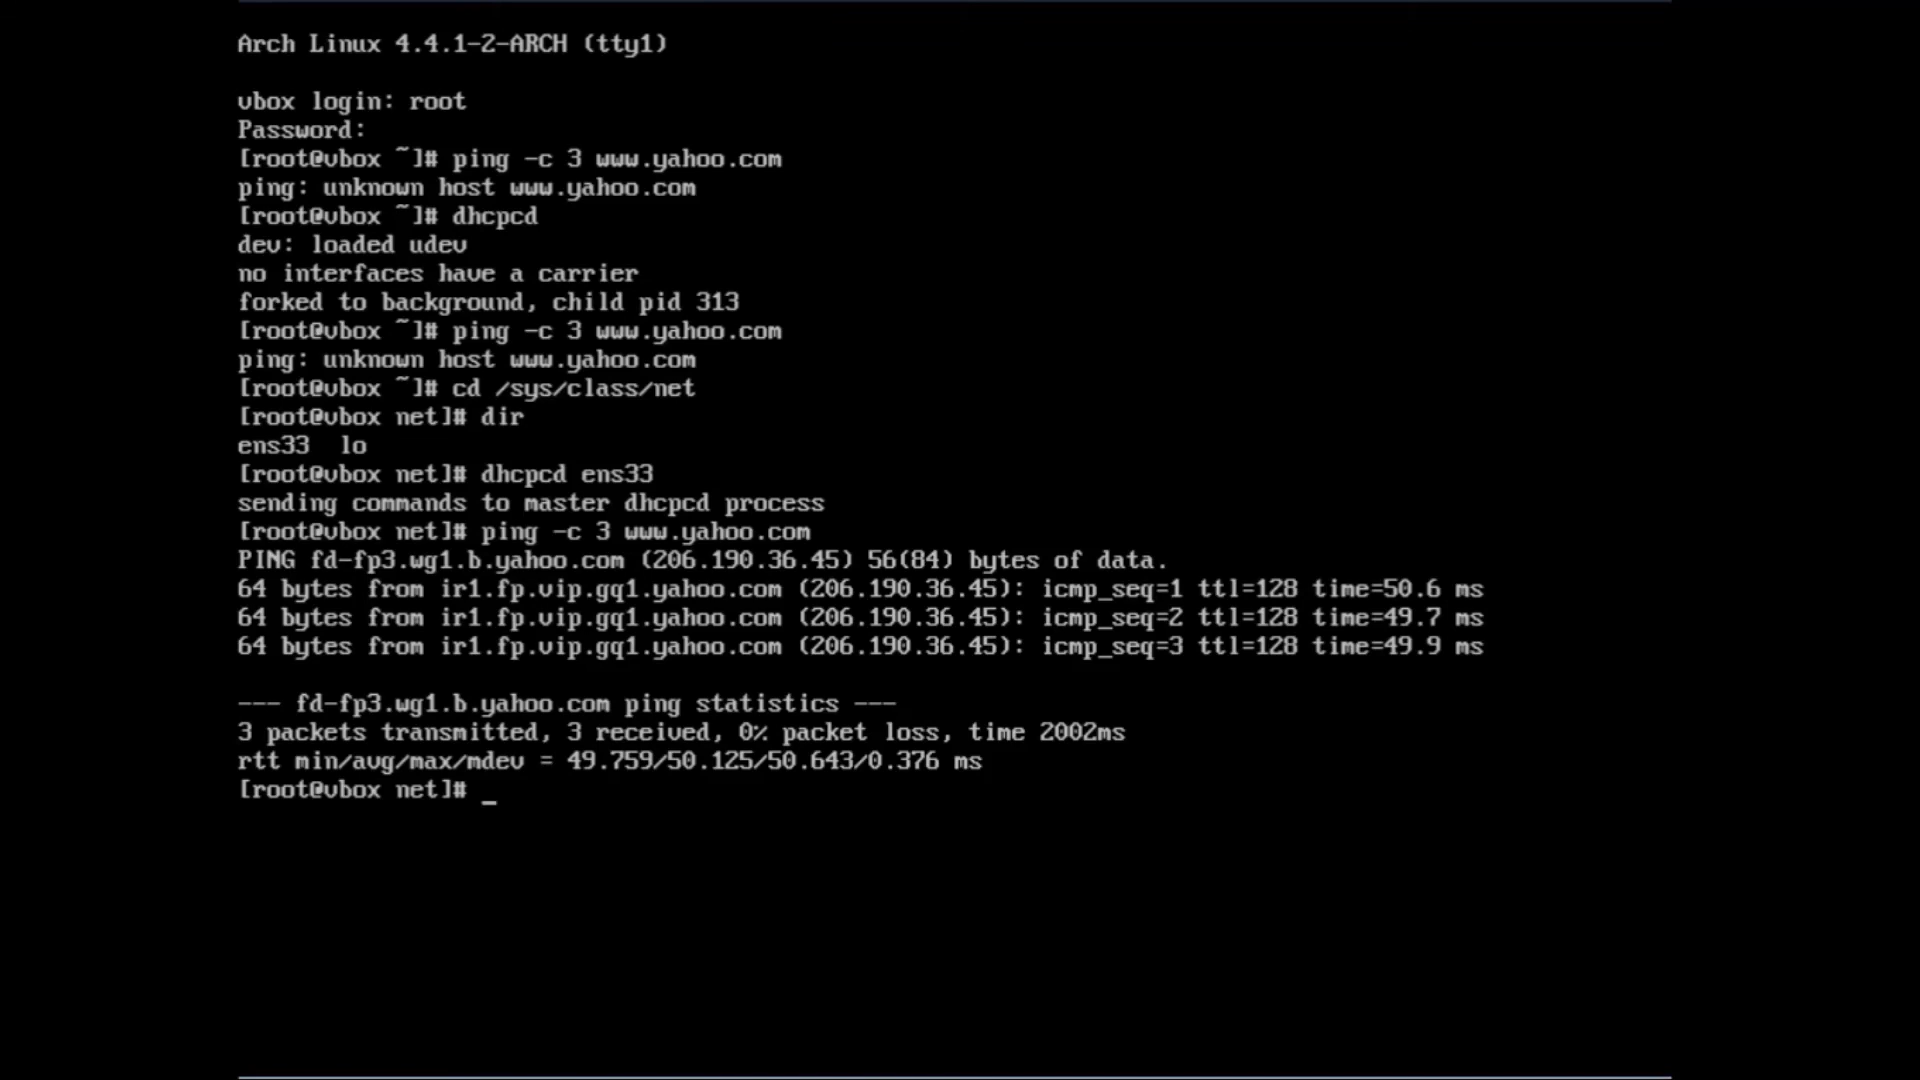 Arch Linux 4.4.1-2-ARCH (tty1)
vbox login: root
Password:
[root@vbox ~]# ping -c 3 www.yahoo.com
ping: unknown host www.yahoo.com
[root@vbox ~]# dhcpcd
dev: loaded udev
no interfaces have a carrier
forked to background, child pid 313
[root@vbox ~]# ping -c 3 www.yahoo.com
ping: unknown host www.yahoo.com
[root@vbox ~]# cd /sys/class/net
[root@vbox net]# dir
ens33  lo
[root@vbox net]# dhcpcd ens33
sending commands to master dhcpcd process
[root@vbox net]# ping -c 3 www.yahoo.com
PING fd-fp3.wg1.b.yahoo.com (206.190.36.45) 56(84) bytes of data.
64 bytes from ir1.fp.vip.gq1.yahoo.com (206.190.36.45): icmp_seq=1 ttl=128 time=50.6 ms
64 bytes from ir1.fp.vip.gq1.yahoo.com (206.190.36.45): icmp_seq=2 ttl=128 time=49.7 ms
64 bytes from ir1.fp.vip.gq1.yahoo.com (206.190.36.45): icmp_seq=3 ttl=128 time=49.9 ms
--- fd-fp3.wg1.b.yahoo.com ping statistics ---
3 packets transmitted, 3 received, 0% packet loss, time 2002ms
rtt min/avg/max/mdev = 49.759/50.125/50.643/0.376 ms
[root@vbox net]# _